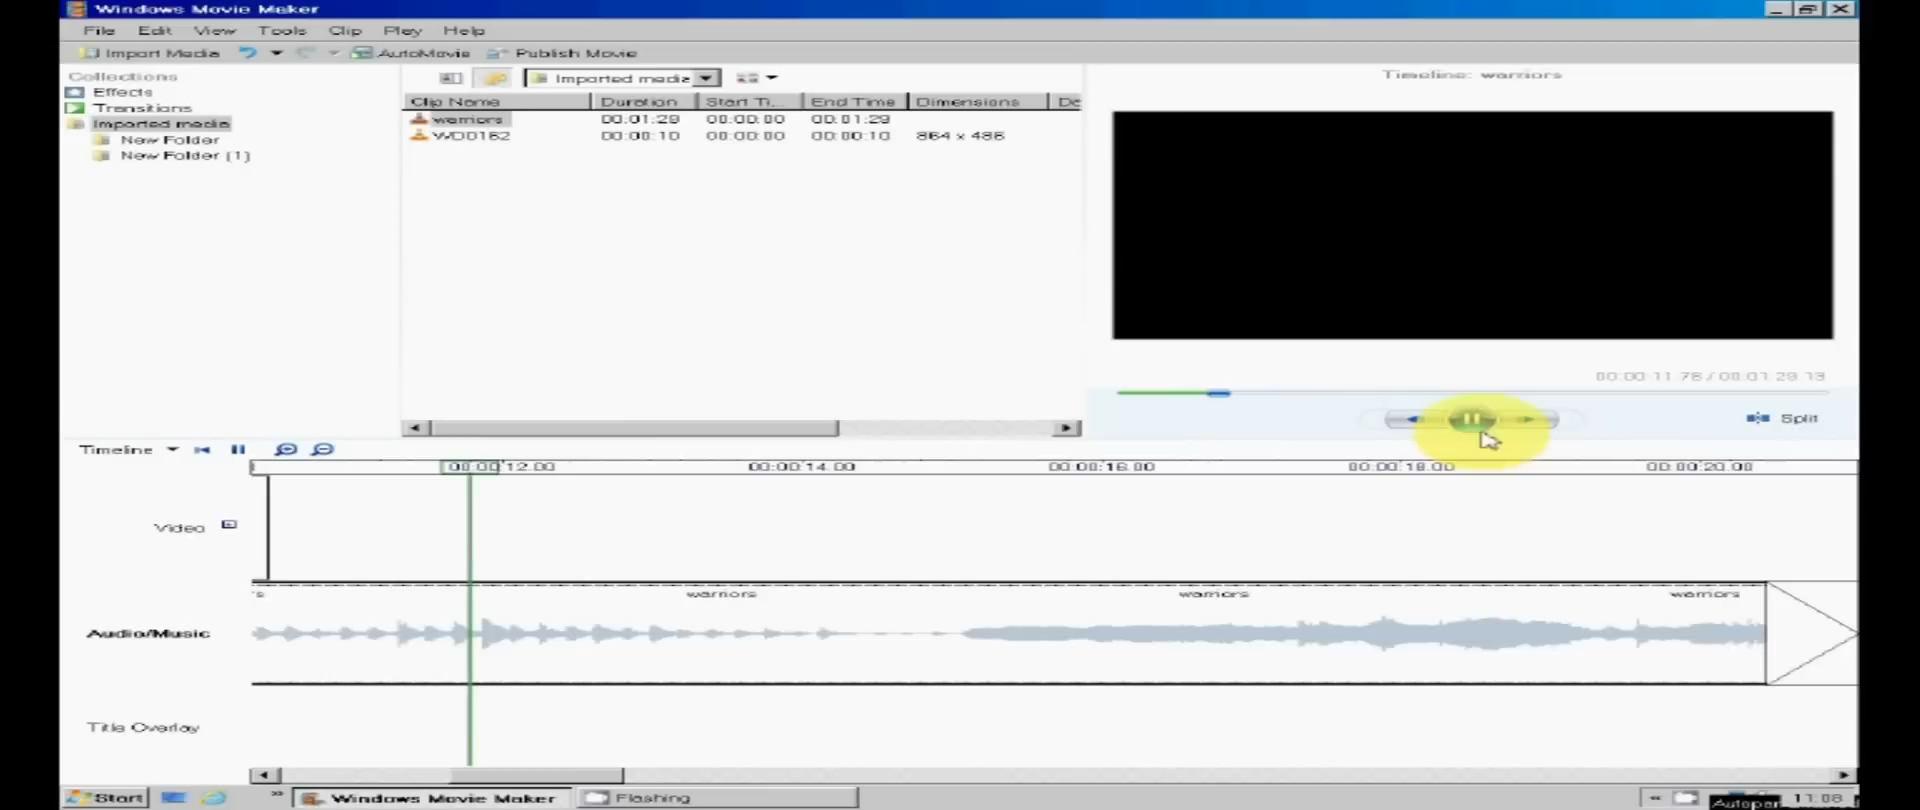 Windows Movie Maker
File Edit View Tools Clip Play Help
Import Media AutoMovie Publish Movie
Collections
Effects
Transitions
Imported media
New Folder
New Folder (1)
Imported media
Clip Name Duration Start Ti... End Time Dimensions
warriors 00:01:29 00:00:00 00:01:29
WD0162 00:00:10 00:00:00 00:00:10 864 x 486
Timeline: warriors
00:00:11.78 / 00:01:29.13
Split
Timeline
00:00:12.00 00:00:14.00 00:00:16.00 00:00:18.00 00:00:20.00
Video
warriors warriors warriors
Audio/Music
Title Overlay
Start » Windows Movie Maker Flashing « 11:08